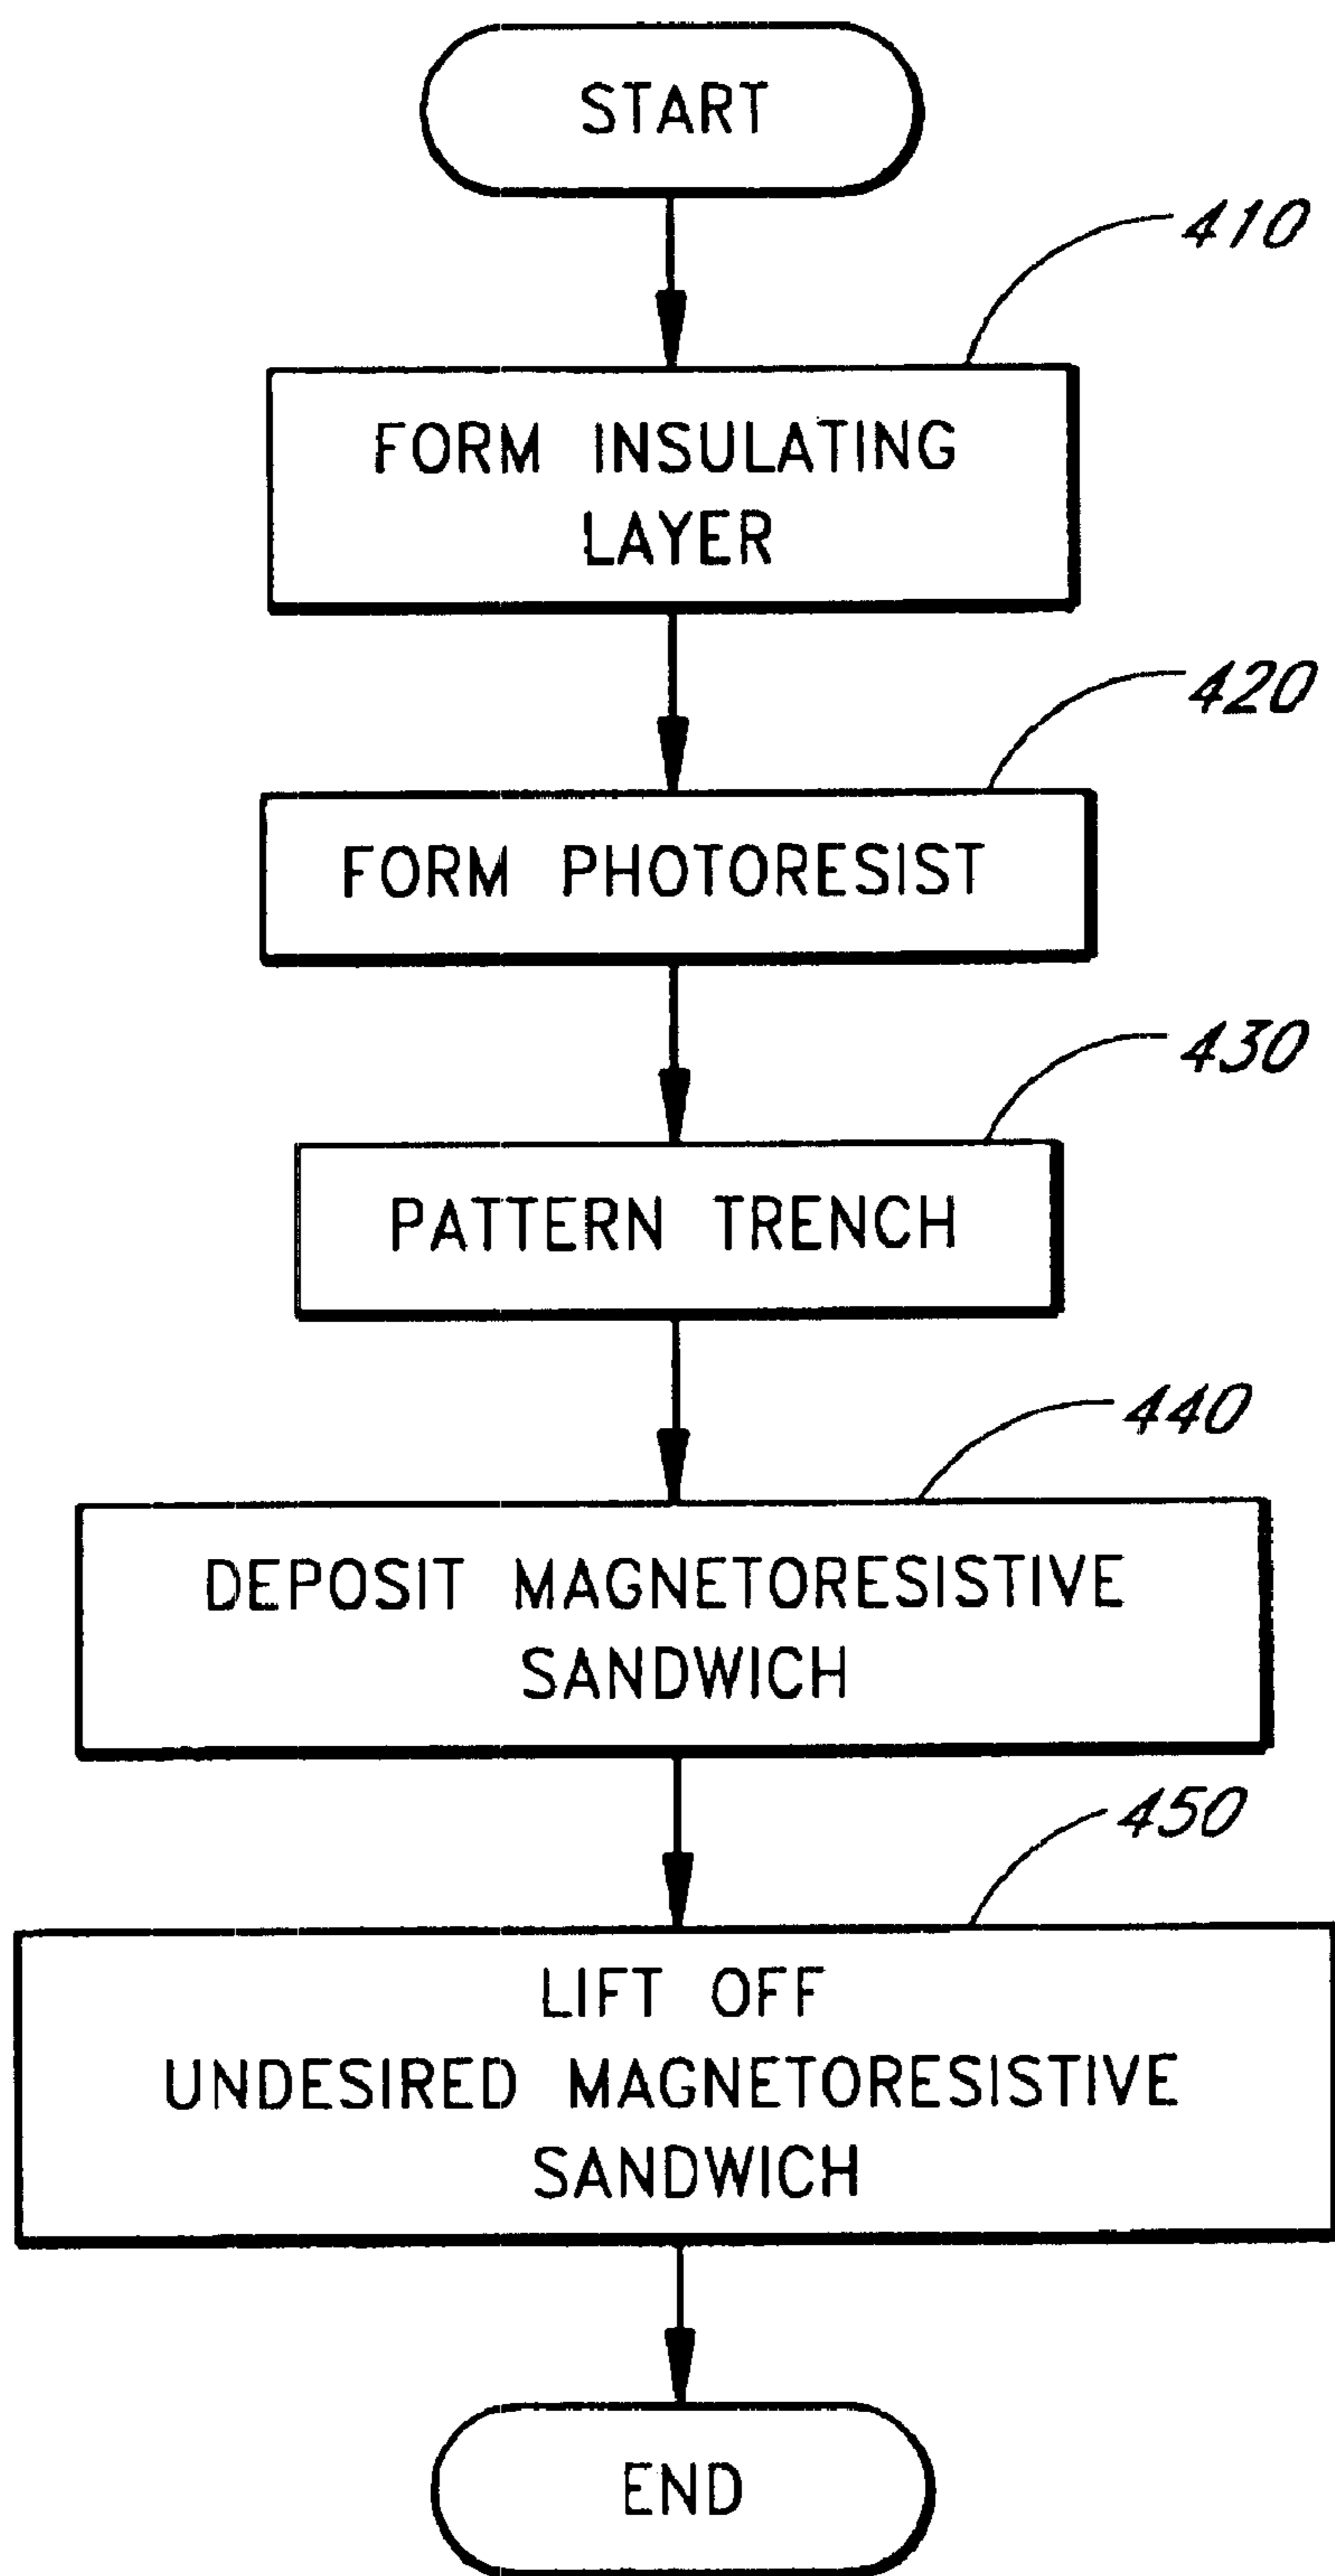 START
410
FORM INSULATING
LAYER
420
FORM PHOTORESIST
430
PATTERN TRENCH
440
DEPOSIT MAGNETORESISTIVE
SANDWICH
450
LIFT OFF
UNDESIRED MAGNETORESISTIVE
SANDWICH
END